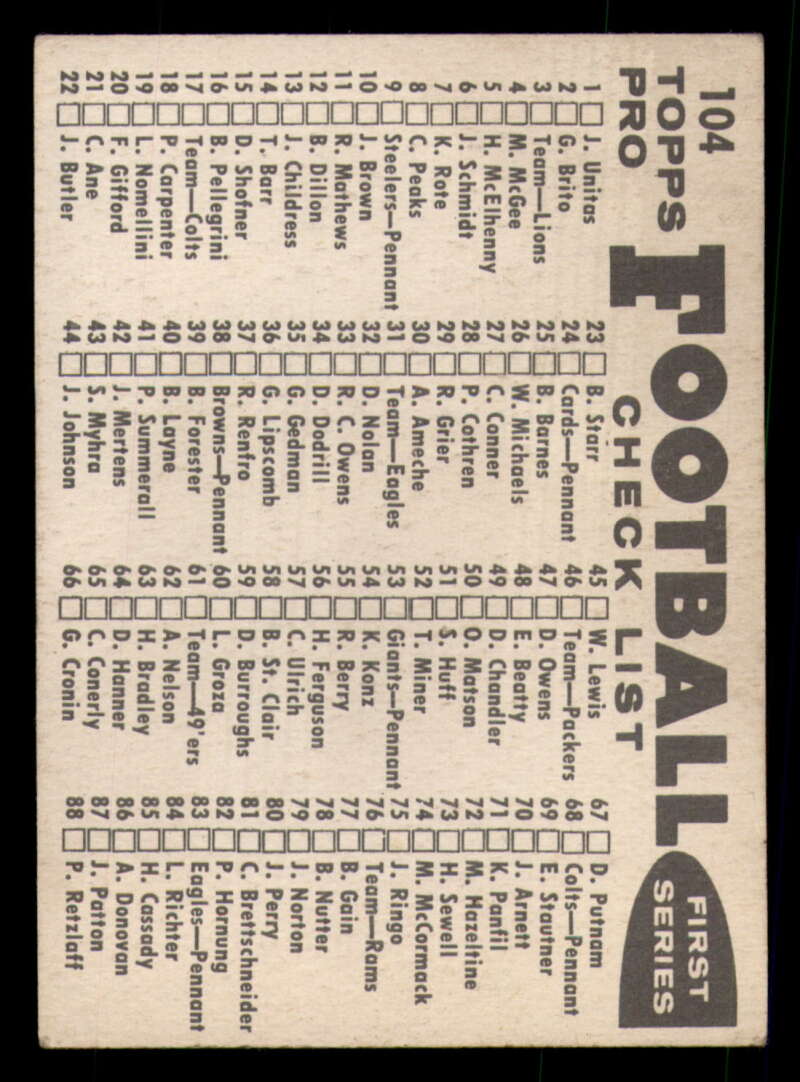 104
TOPPS PRO FOOTBALL
CHECK LIST
FIRST SERIES
1 J. Unitas
2 G. Brito
3 Team—Lions
4 M. McGee
5 H. McElhenny
6 J. Schmidt
7 K. Rote
8 C. Peaks
9 Steelers—Pennant
10 J. Brown
11 R. Mathews
12 B. Dillon
13 J. Childress
14 T. Barr
15 D. Shofner
16 B. Pellegrini
17 Team—Colts
18 P. Carpenter
19 L. Nomellini
20 F. Gifford
21 C. Ane
22 J. Butler
23 B. Starr
24 Cards—Pennant
25 B. Barnes
26 W. Michaels
27 C. Conner
28 P. Cothren
29 R. Grier
30 A. Ameche
31 Team—Eagles
32 D. Nolan
33 R. C. Owens
34 D. Dodrill
35 G. Gedman
36 G. Lipscomb
37 R. Renfro
38 Browns—Pennant
39 B. Forester
40 B. Layne
41 P. Summerall
42 J. Mertens
43 S. Myhra
44 J. Johnson
45 W. Lewis
46 Team—Packers
47 D. Owens
48 E. Beatty
49 D. Chandler
50 O. Matson
51 S. Huff
52 T. Miner
53 Giants—Pennant
54 K. Konz
55 R. Berry
56 H. Ferguson
57 C. Ulrich
58 B. St. Clair
59 D. Burroughs
60 L. Groza
61 Team—49'ers
62 A. Nelson
63 H. Bradley
64 D. Hanner
65 C. Conerly
66 G. Cronin
67 D. Putnam
68 Colts—Pennant
69 E. Stautner
70 J. Arnett
71 K. Panfil
72 M. Hazeltine
73 H. Sewell
74 M. McCormack
75 J. Ringo
76 Team—Rams
77 B. Gain
78 B. Nutter
79 J. Norton
80 J. Perry
81 C. Brettschneider
82 P. Hornung
83 Eagles—Pennant
84 L. Richter
85 H. Cassady
86 A. Donovan
87 J. Patton
88 P. Retzlaff